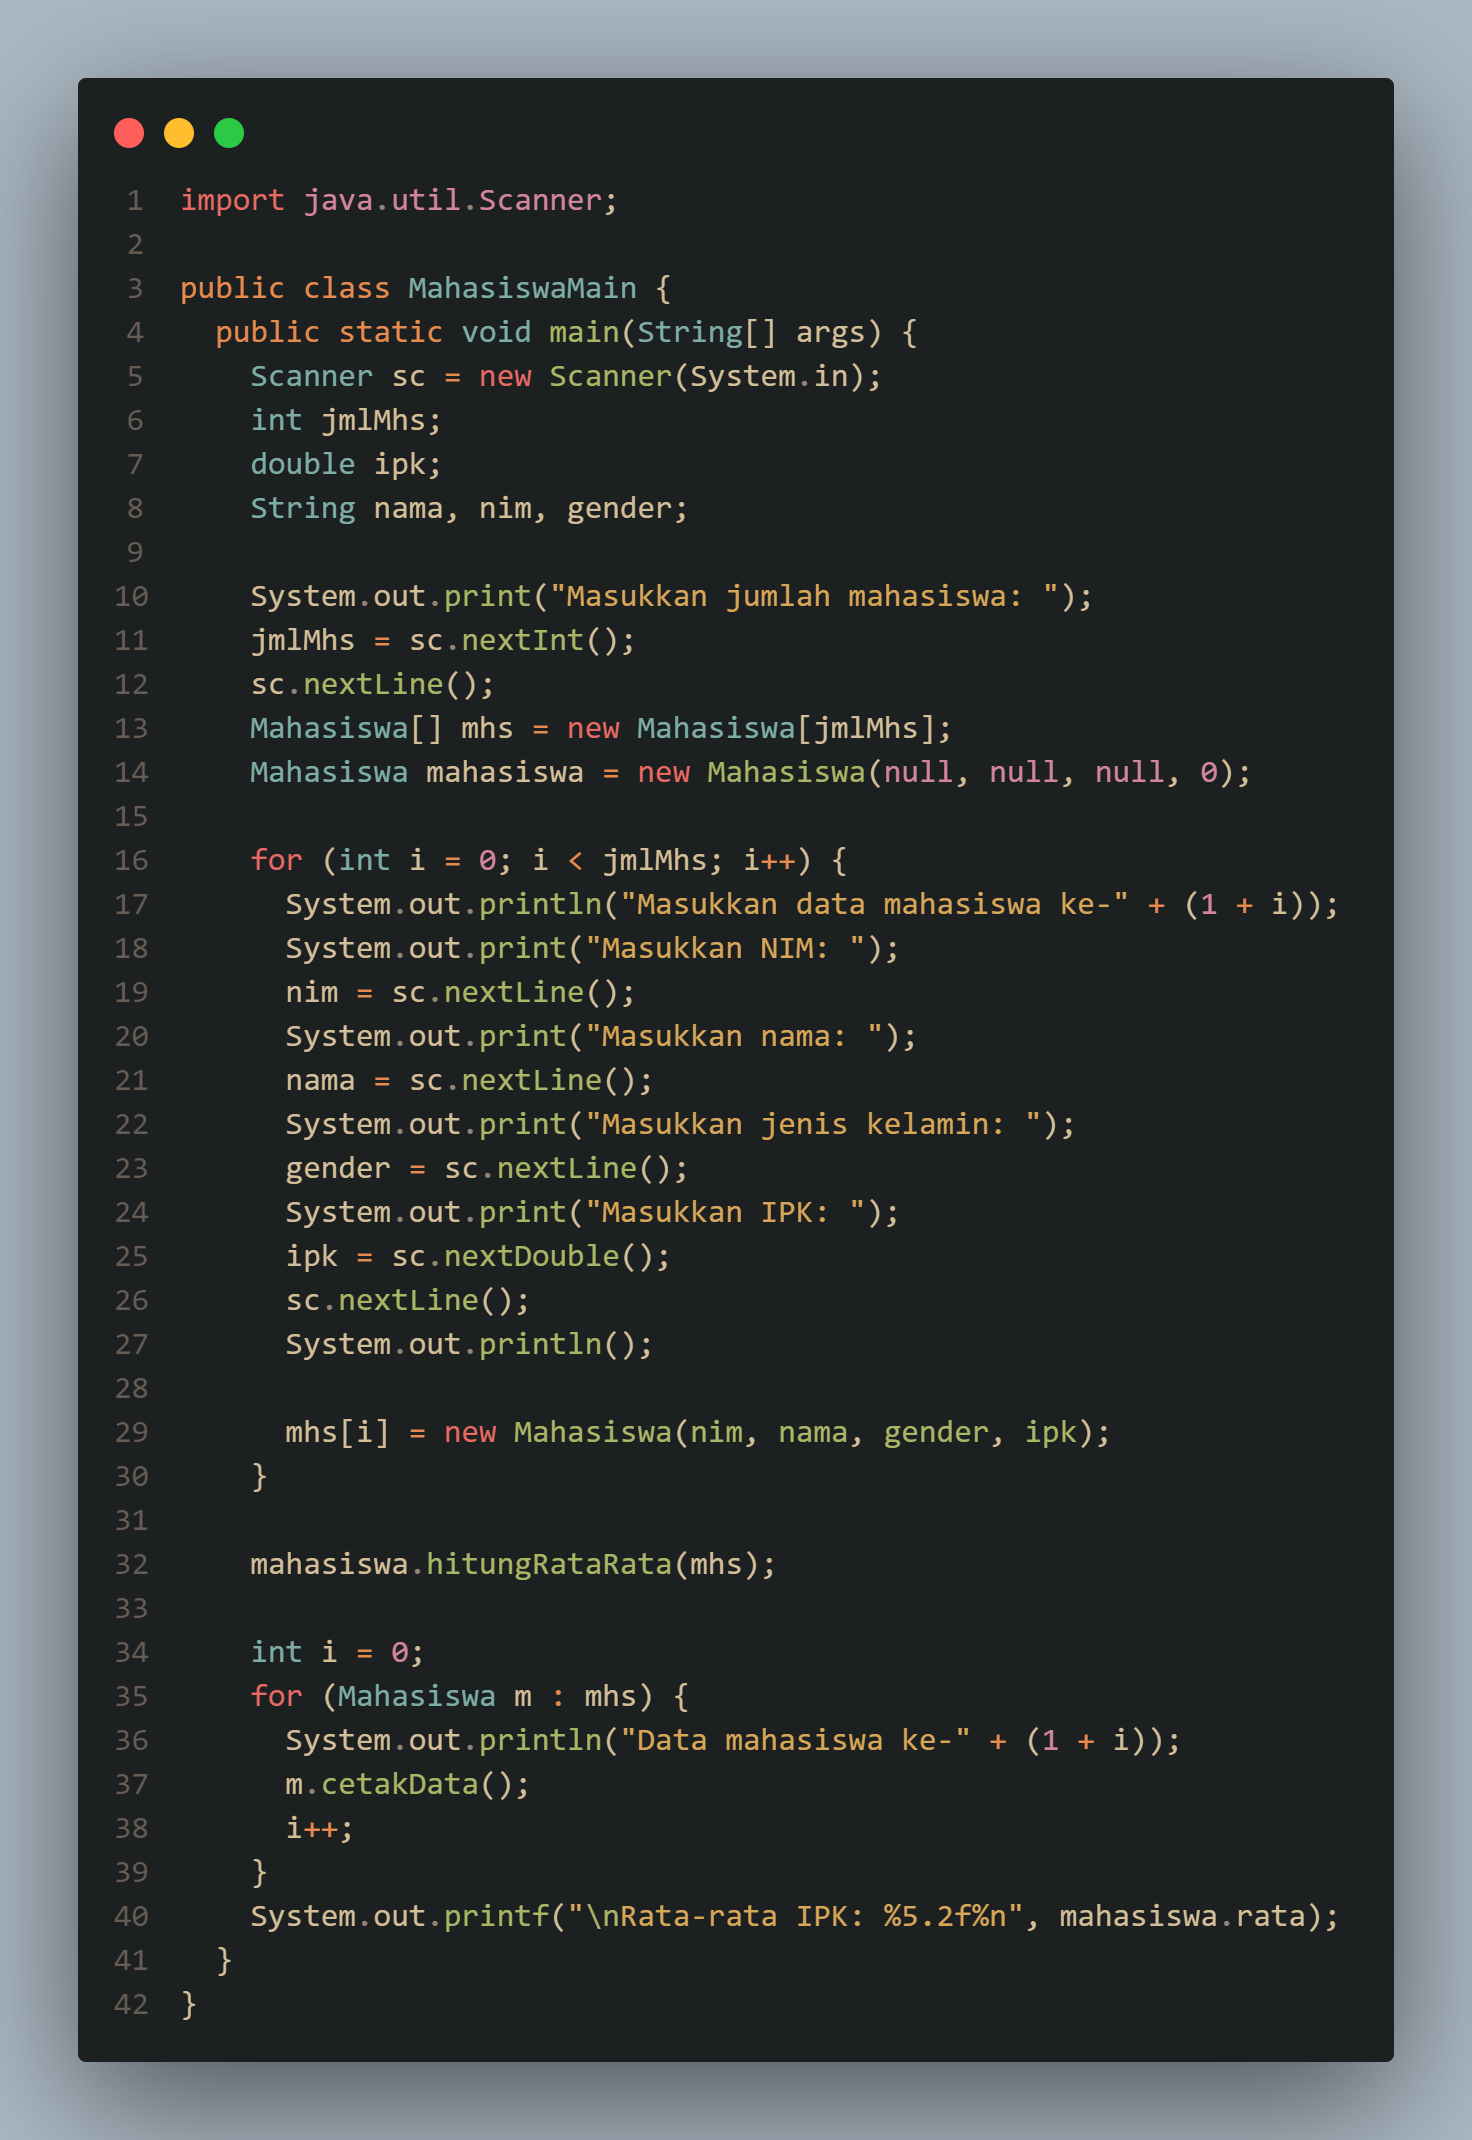 1 import java.util.Scanner;
2
3 public class MahasiswaMain {
4   public static void main(String[] args) {
5     Scanner sc = new Scanner(System.in);
6     int jmlMhs;
7     double ipk;
8     String nama, nim, gender;
9
10     System.out.print("Masukkan jumlah mahasiswa: ");
11     jmlMhs = sc.nextInt();
12     sc.nextLine();
13     Mahasiswa[] mhs = new Mahasiswa[jmlMhs];
14     Mahasiswa mahasiswa = new Mahasiswa(null, null, null, 0);
15
16     for (int i = 0; i < jmlMhs; i++) {
17       System.out.println("Masukkan data mahasiswa ke-" + (1 + i));
18       System.out.print("Masukkan NIM: ");
19       nim = sc.nextLine();
20       System.out.print("Masukkan nama: ");
21       nama = sc.nextLine();
22       System.out.print("Masukkan jenis kelamin: ");
23       gender = sc.nextLine();
24       System.out.print("Masukkan IPK: ");
25       ipk = sc.nextDouble();
26       sc.nextLine();
27       System.out.println();
28
29       mhs[i] = new Mahasiswa(nim, nama, gender, ipk);
30     }
31
32     mahasiswa.hitungRataRata(mhs);
33
34     int i = 0;
35     for (Mahasiswa m : mhs) {
36       System.out.println("Data mahasiswa ke-" + (1 + i));
37       m.cetakData();
38       i++;
39     }
40     System.out.printf("\nRata-rata IPK: %5.2f%n", mahasiswa.rata);
41   }
42 }